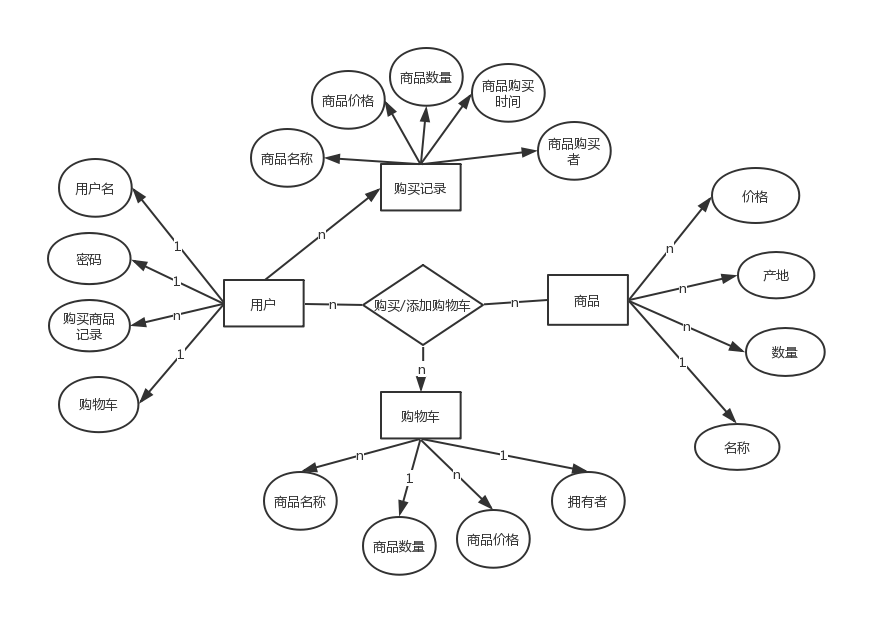 商品数量
商品购买
时间
商品价格
商品购买
者
商品名称
购买记录
用户名
价格
1
n
n
密码
产地
1
n
用户
n
购买/添加购物车
n
商品
购买商品
记录
n
n
数量
1
1
n
名称
购物车
购物车
n
1
n
1
商品名称
商品数量
商品价格
拥有者